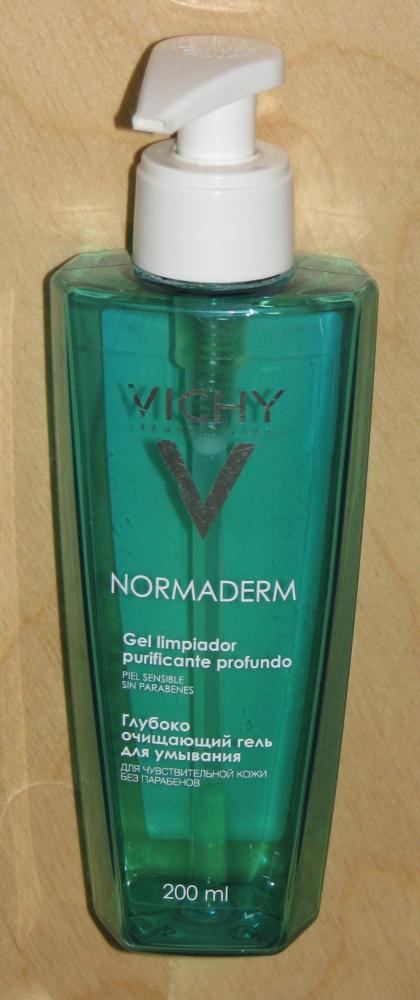 VICHY
LABORATOIRES
V
NORMADERM
Gel limpiador
purificante profundo
PIEL SENSIBLE
SIN PARABENES
Глубоко
очищающий гель
для умывания
ДЛЯ ЧУВСТВИТЕЛЬНОЙ КОЖИ
БЕЗ ПАРАБЕНОВ
200 ml